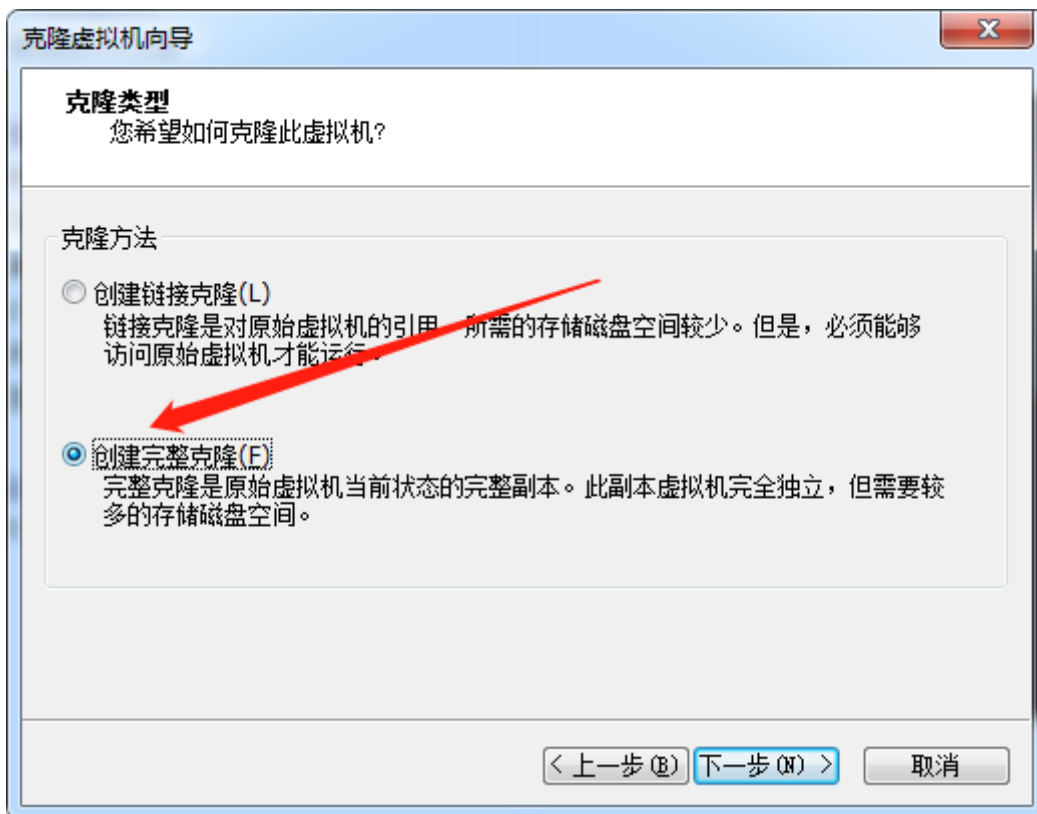 克隆虚拟机向导
克隆类型
您希望如何克隆此虚拟机?
克隆方法
创建链接克隆(L)
链接克隆是对原始虚拟机的引用 所需的存储磁盘空间较少。但是，必须能够
访问原始虚拟机才能运行。
创建完整克隆(F)
完整克隆是原始虚拟机当前状态的完整副本。此副本虚拟机完全独立，但需要较
多的存储磁盘空间。
< 上一步(B) 下一步(N) > 取消